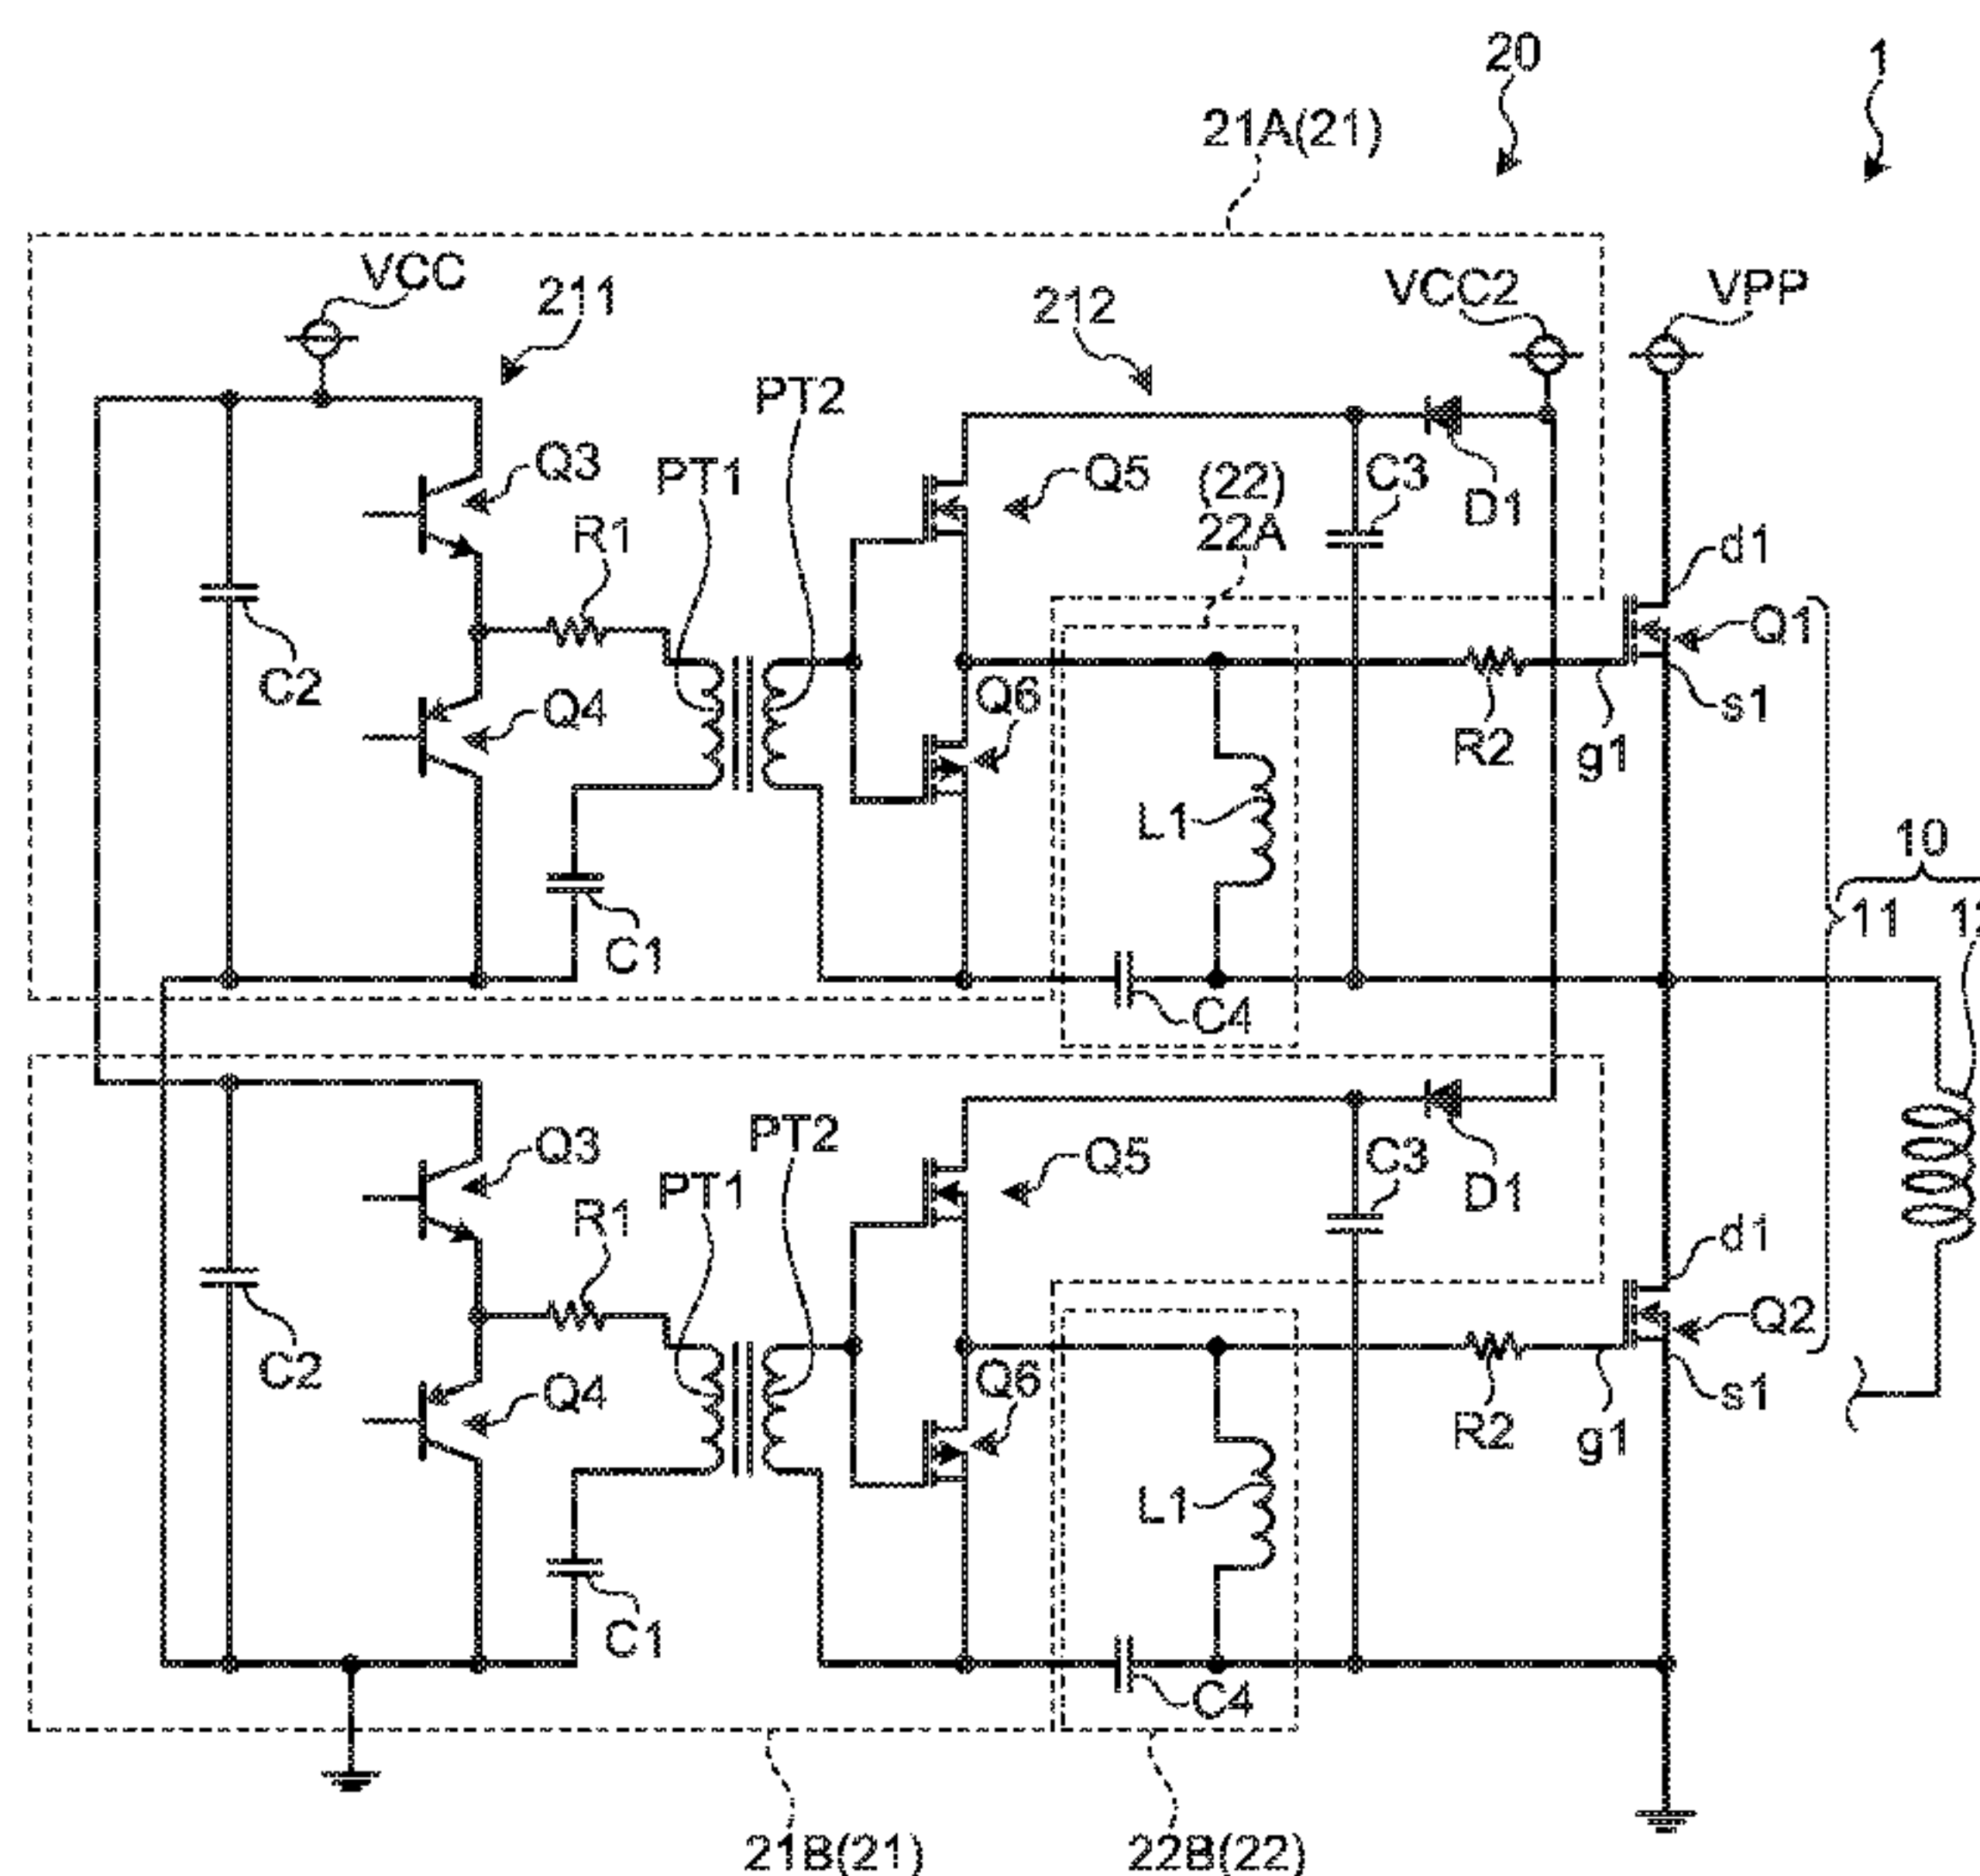 20
1
21A(21)
VCC
211
212
VCC2
VPP
PT2
Q3
PT1
Q5
(22)
22A
C3
D1
R1
d1
Q1
C2
Q4
Q6
s1
R2
g1
L1
10
11
C1
C4
PT2
Q3
PT1
Q5
C3
D1
R1
d1
Q2
C2
Q4
Q6
s1
R2
g1
L1
C1
C4
21B(21)
22B(22)